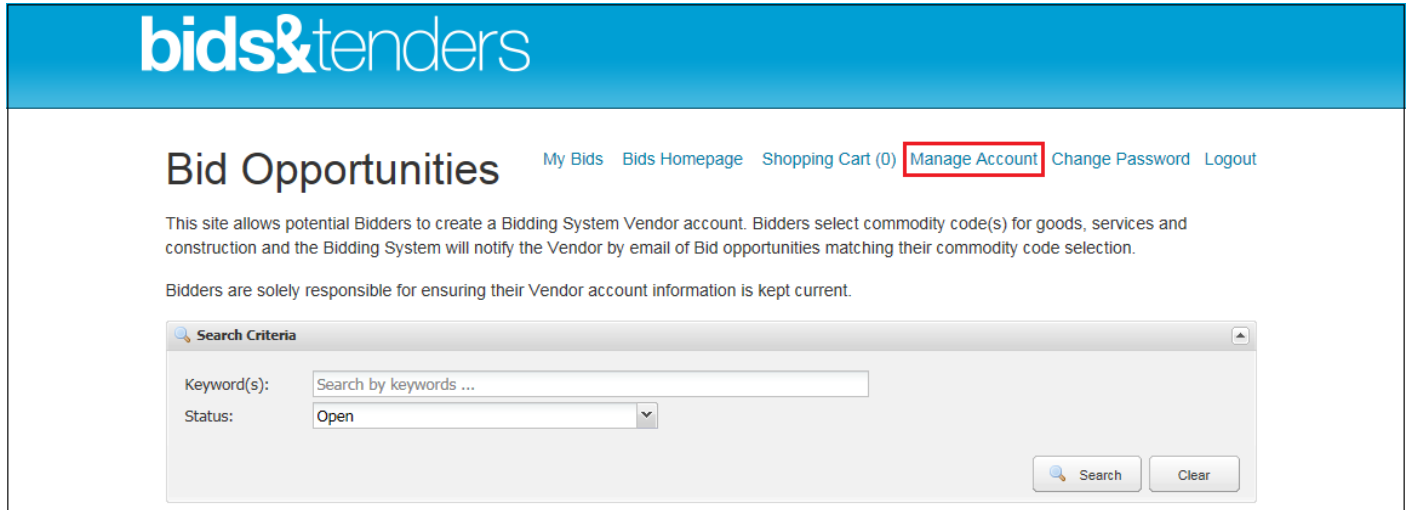 bids&tenders
Bid Opportunities
My Bids Bids Homepage Shopping Cart (0) Manage Account Change Password Logout
This site allows potential Bidders to create a Bidding System Vendor account. Bidders select commodity code(s) for goods, services and
construction and the Bidding System will notify the Vendor by email of Bid opportunities matching their commodity code selection.
Bidders are solely responsible for ensuring their Vendor account information is kept current.
Search Criteria
Keyword(s): Search by keywords ...
Status: Open
Search Clear